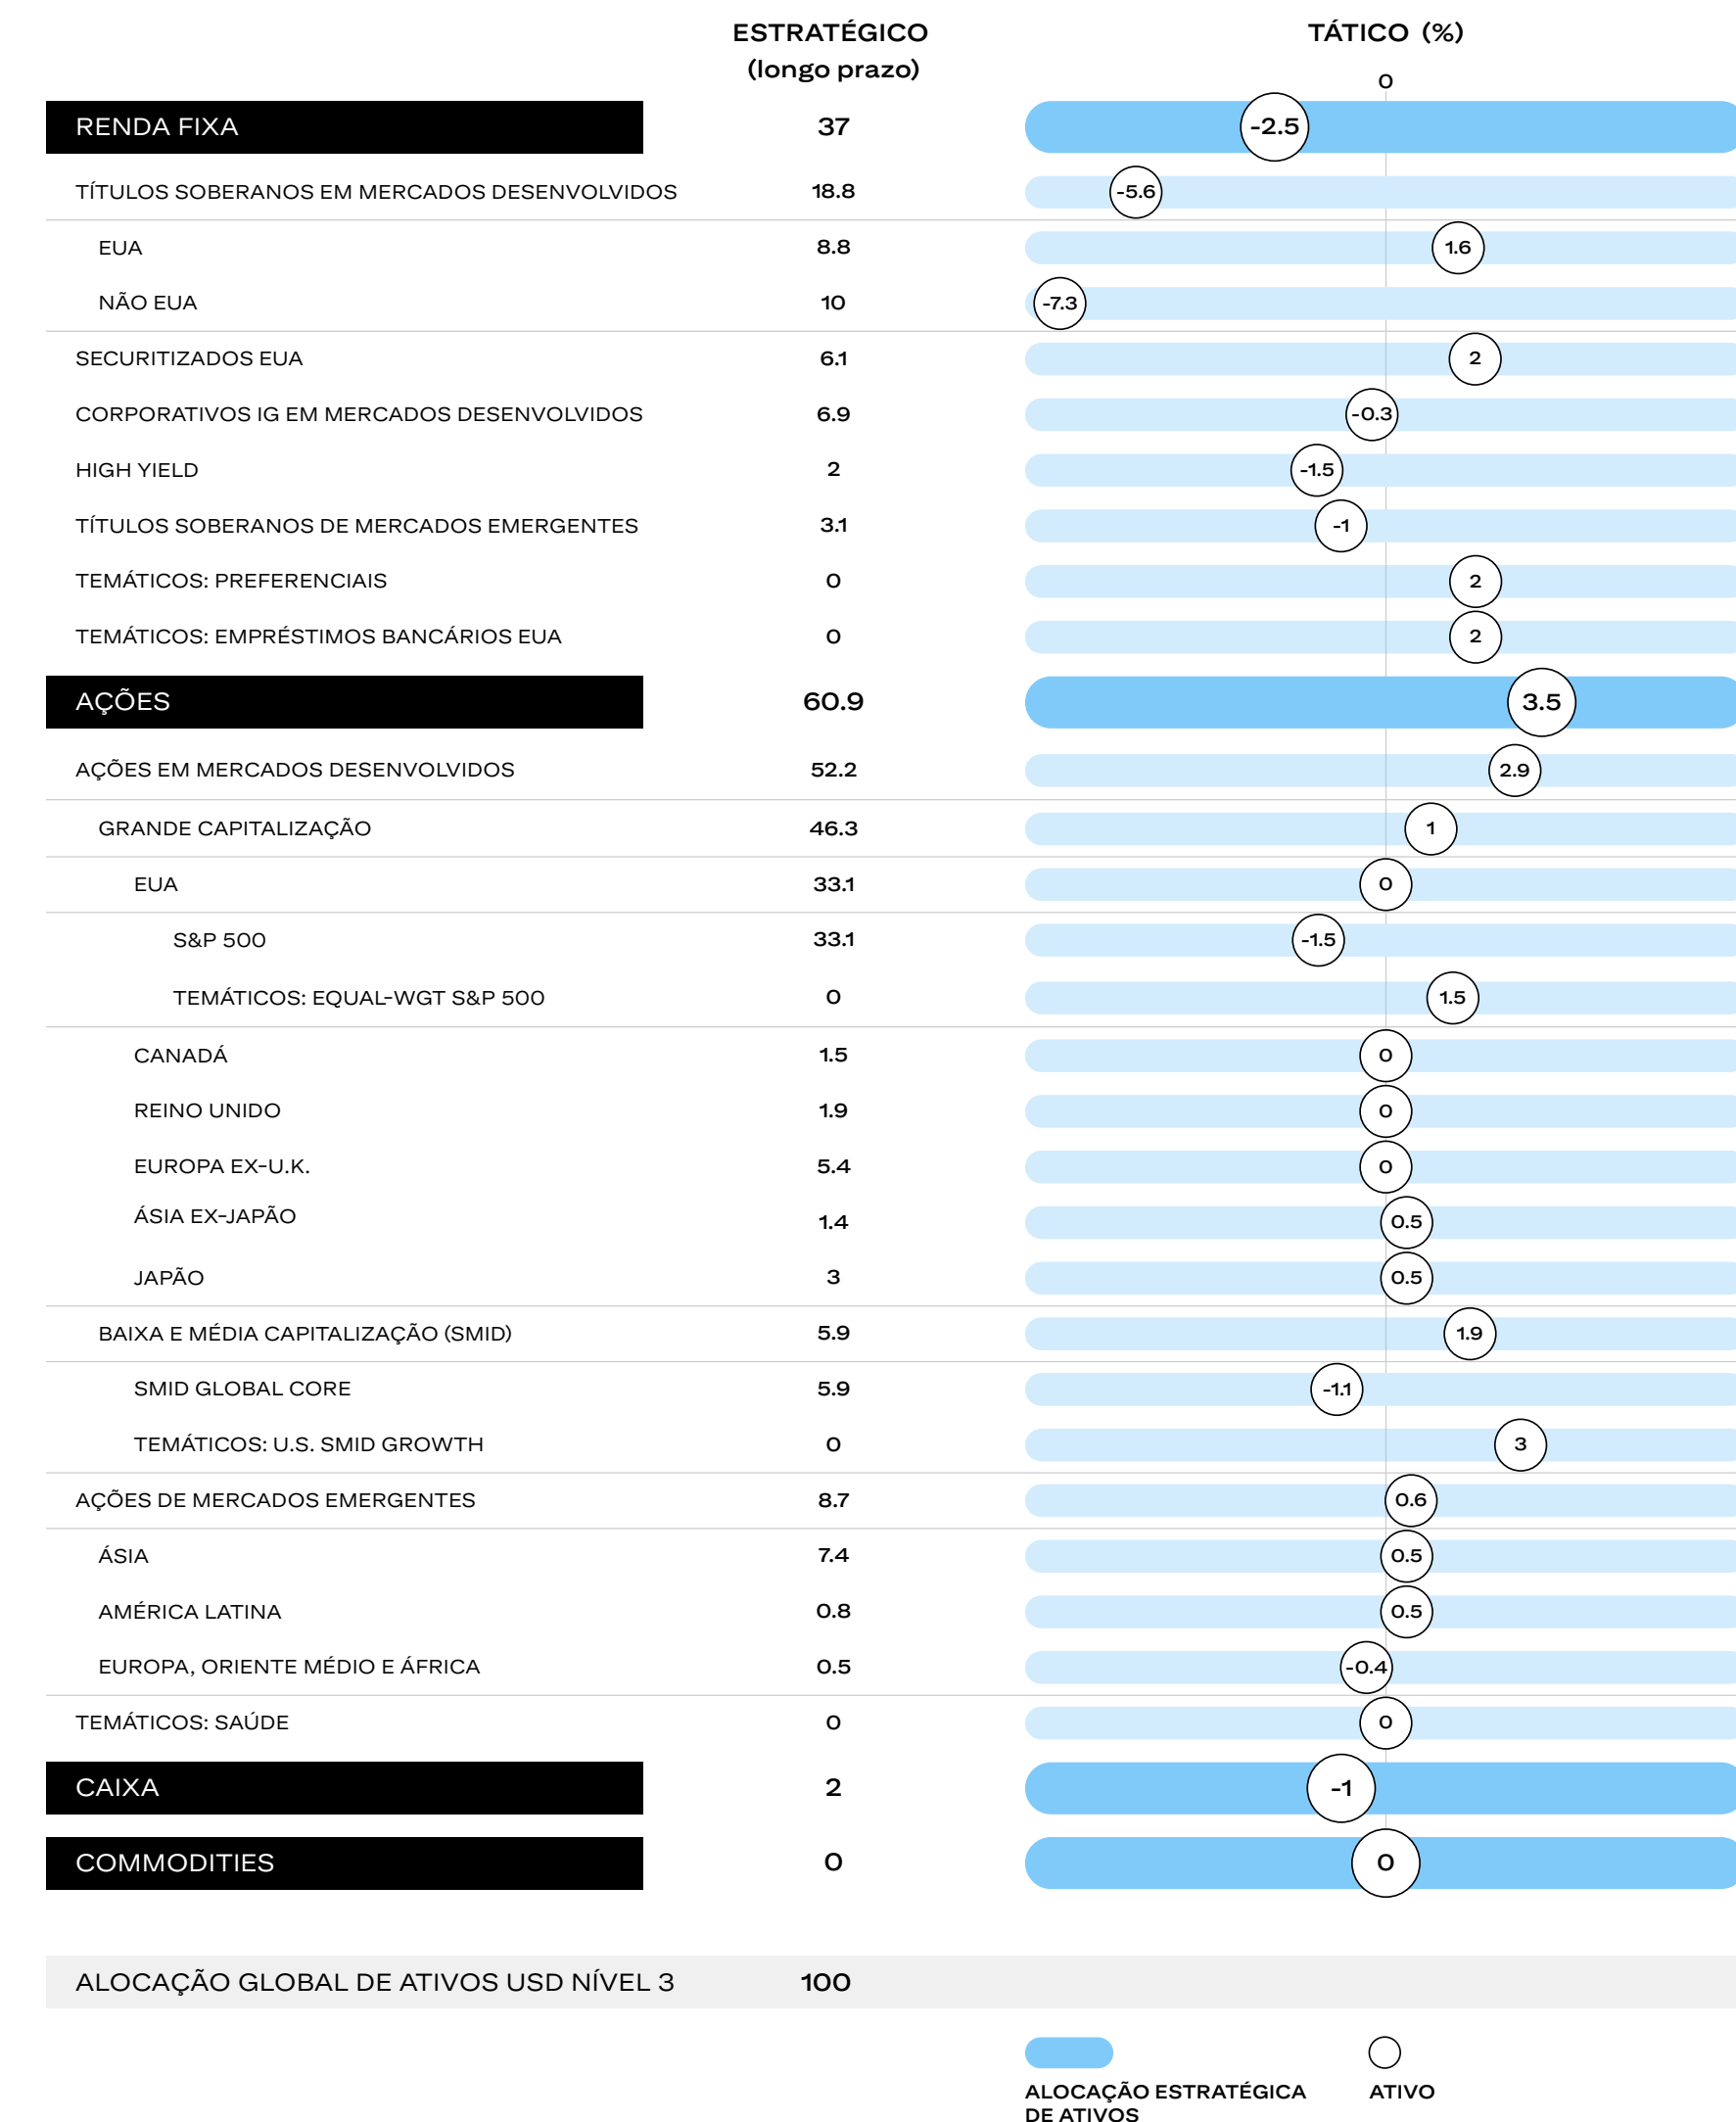 ESTRATÉGICO TÁTICO (%)
(longo prazo)
0
RENDA FIXA 37 -2.5
TÍTULOS SOBERANOS EM MERCADOS DESENVOLVIDOS 18.8 -5.6
EUA 8.8 1.6
NÃO EUA 10 -7.3
SECURITIZADOS EUA 6.1 2
CORPORATIVOS IG EM MERCADOS DESENVOLVIDOS 6.9 -0.3
HIGH YIELD 2 -1.5
TÍTULOS SOBERANOS DE MERCADOS EMERGENTES 3.1 -1
TEMÁTICOS: PREFERENCIAIS 0 2
TEMÁTICOS: EMPRÉSTIMOS BANCÁRIOS EUA 0 2
AÇÕES 60.9 3.5
AÇÕES EM MERCADOS DESENVOLVIDOS 52.2 2.9
GRANDE CAPITALIZAÇÃO 46.3 1
EUA 33.1 0
S&P 500 33.1 -1.5
TEMÁTICOS: EQUAL-WGT S&P 500 0 1.5
CANADÁ 1.5 0
REINO UNIDO 1.9 0
EUROPA EX-U.K. 5.4 0
ÁSIA EX-JAPÃO 1.4 0.5
JAPÃO 3 0.5
BAIXA E MÉDIA CAPITALIZAÇÃO (SMID) 5.9 1.9
SMID GLOBAL CORE 5.9 -1.1
TEMÁTICOS: U.S. SMID GROWTH 0 3
AÇÕES DE MERCADOS EMERGENTES 8.7 0.6
ÁSIA 7.4 0.5
AMÉRICA LATINA 0.8 0.5
EUROPA, ORIENTE MÉDIO E ÁFRICA 0.5 -0.4
TEMÁTICOS: SAÚDE 0 0
CAIXA 2 -1
COMMODITIES 0 0
ALOCAÇÃO GLOBAL DE ATIVOS USD NÍVEL 3 100
ALOCAÇÃO ESTRATÉGICA ATIVO
DE ATIVOS